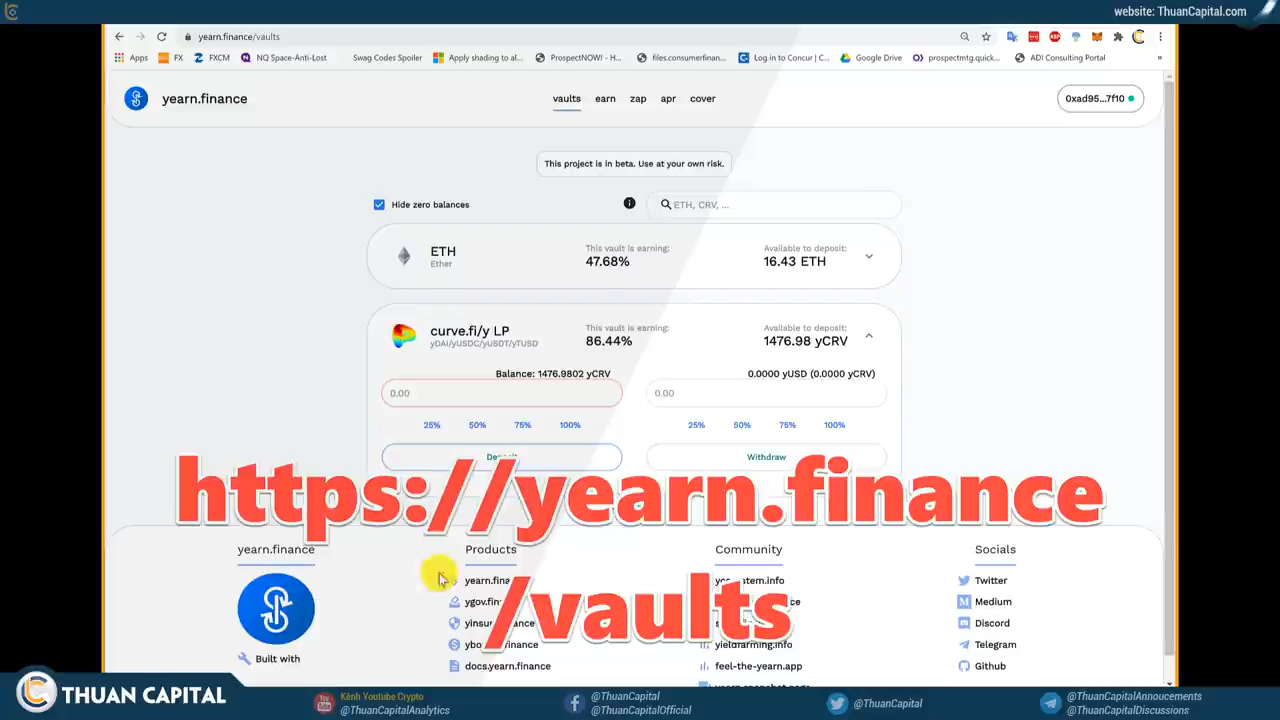 website: ThuanCapital.com
yearn.finance/vaults
Apps FX FXCM NQ Space-Anti-Lost Swag Codes Spoiler Apply shading to al... ProspectNOW! - H... files.consumerfinan... Log in to Concur | C... Google Drive prospectmtg.quick... ADI Consulting Portal »
yearn.finance vaults earn zap apr cover 0xad95...7f10
This project is in beta. Use at your own risk.
Hide zero balances ETH, CRV, ...
ETH This vault is earning: Available to deposit:
Ether 47.68% 16.43 ETH
curve.fi/y LP This vault is earning: Available to deposit:
yDAI/yUSDC/yUSDT/yTUSD 86.44% 1476.98 yCRV
Balance: 1476.9802 yCRV 0.0000 yUSD (0.0000 yCRV)
0.00 0.00
25% 50% 75% 100% 25% 50% 75% 100%
Withdraw
https://yearn.finance
/vaults
yearn.finance Products Community Socials
Twitter
Medium
Discord
Telegram
Built with docs.yearn.finance feel-the-yearn.app Github
THUAN CAPITAL
Kênh Youtube Crypto
@ThuanCapitalAnalytics
@ThuanCapital
@ThuanCapitalOfficial
@ThuanCapital
@ThuanCapitalAnnoucements
@ThuanCapitalDiscussions